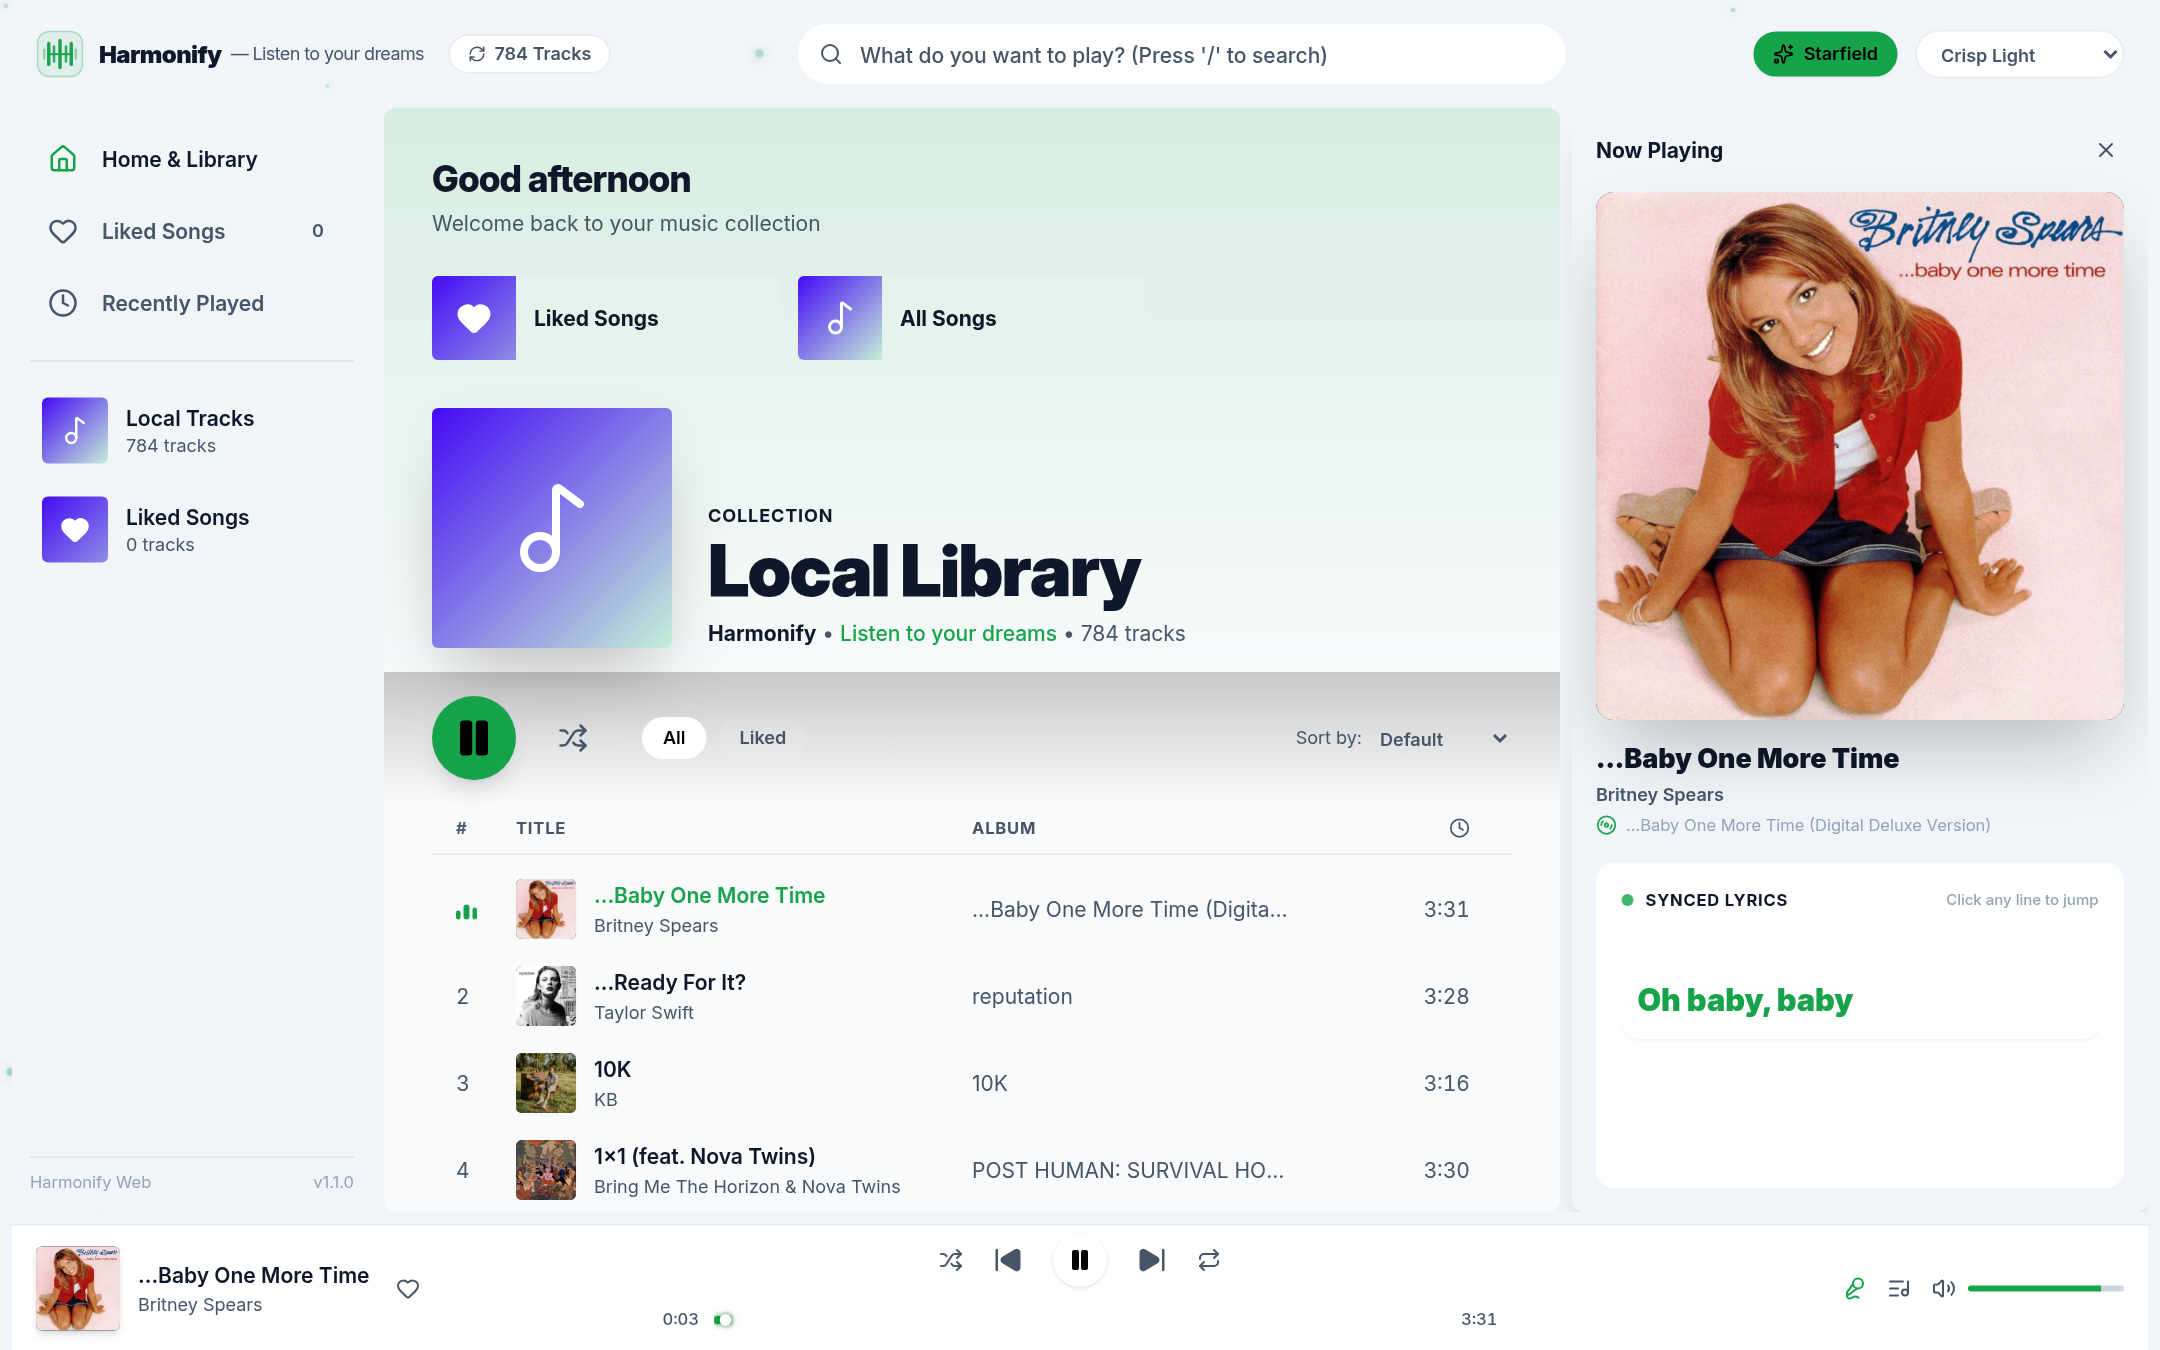 Harmonify — Listen to your dreams
784 Tracks
What do you want to play? (Press '/' to search)
Starfield
Crisp Light
Home & Library
Liked Songs
0
Recently Played
Local Tracks
784 tracks
Liked Songs
0 tracks
Harmonify Web
v1.1.0
Good afternoon
Welcome back to your music collection
Liked Songs
All Songs
COLLECTION
Local Library
Harmonify • Listen to your dreams • 784 tracks
All
Liked
Sort by:
Default
# TITLE ALBUM
...Baby One More Time
Britney Spears
...Baby One More Time (Digita...
3:31
2
...Ready For It?
Taylor Swift
reputation
3:28
3
10K
KB
10K
3:16
4
1×1 (feat. Nova Twins)
Bring Me The Horizon & Nova Twins
POST HUMAN: SURVIVAL HO...
3:30
Now Playing
Britney Spears
...baby one more time
...Baby One More Time
Britney Spears
...Baby One More Time (Digital Deluxe Version)
SYNCED LYRICS
Click any line to jump
Oh baby, baby
...Baby One More Time
Britney Spears
0:03
3:31